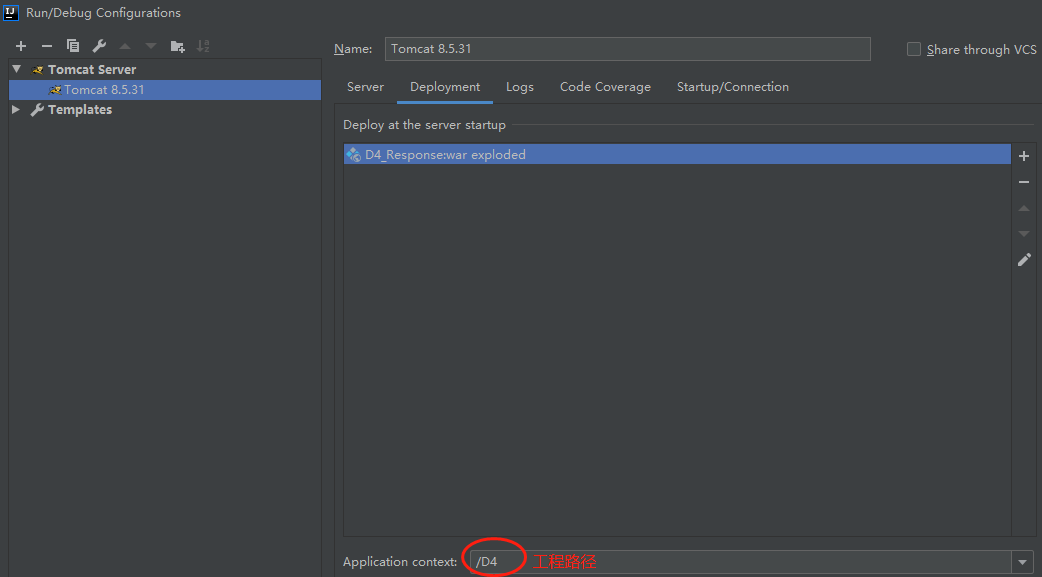 Run/Debug Configurations
Tomcat Server
Tomcat 8.5.31
Templates
Name: Tomcat 8.5.31
Share through VCS
Server Deployment Logs Code Coverage Startup/Connection
Deploy at the server startup
D4_Response:war exploded
Application context: /D4 工程路径